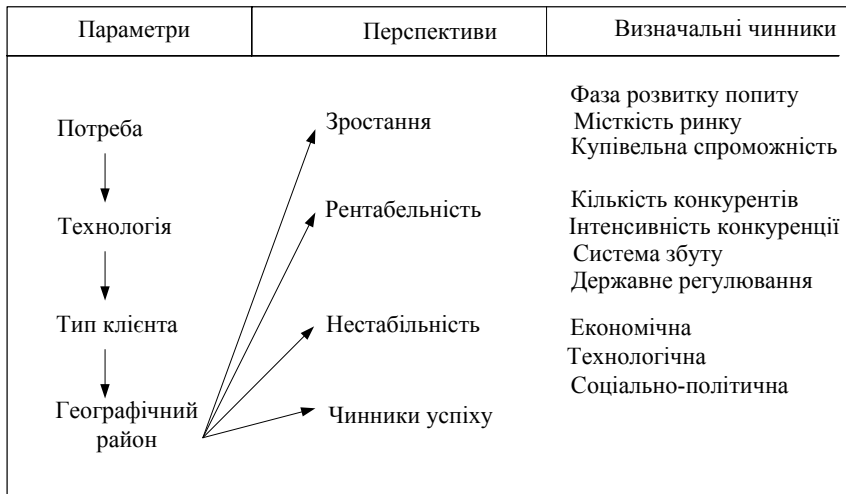 Параметри
Перспективи
Визначальні чинники
Потреба
Технологія
Тип клієнта
Географічний
район
Зростання
Рентабельність
Нестабільність
Чинники успіху
Фаза розвитку попиту
Місткість ринку
Купівельна спроможність
Кількість конкурентів
Інтенсивність конкуренції
Система збуту
Державне регулювання
Економічна
Технологічна
Соціально-політична